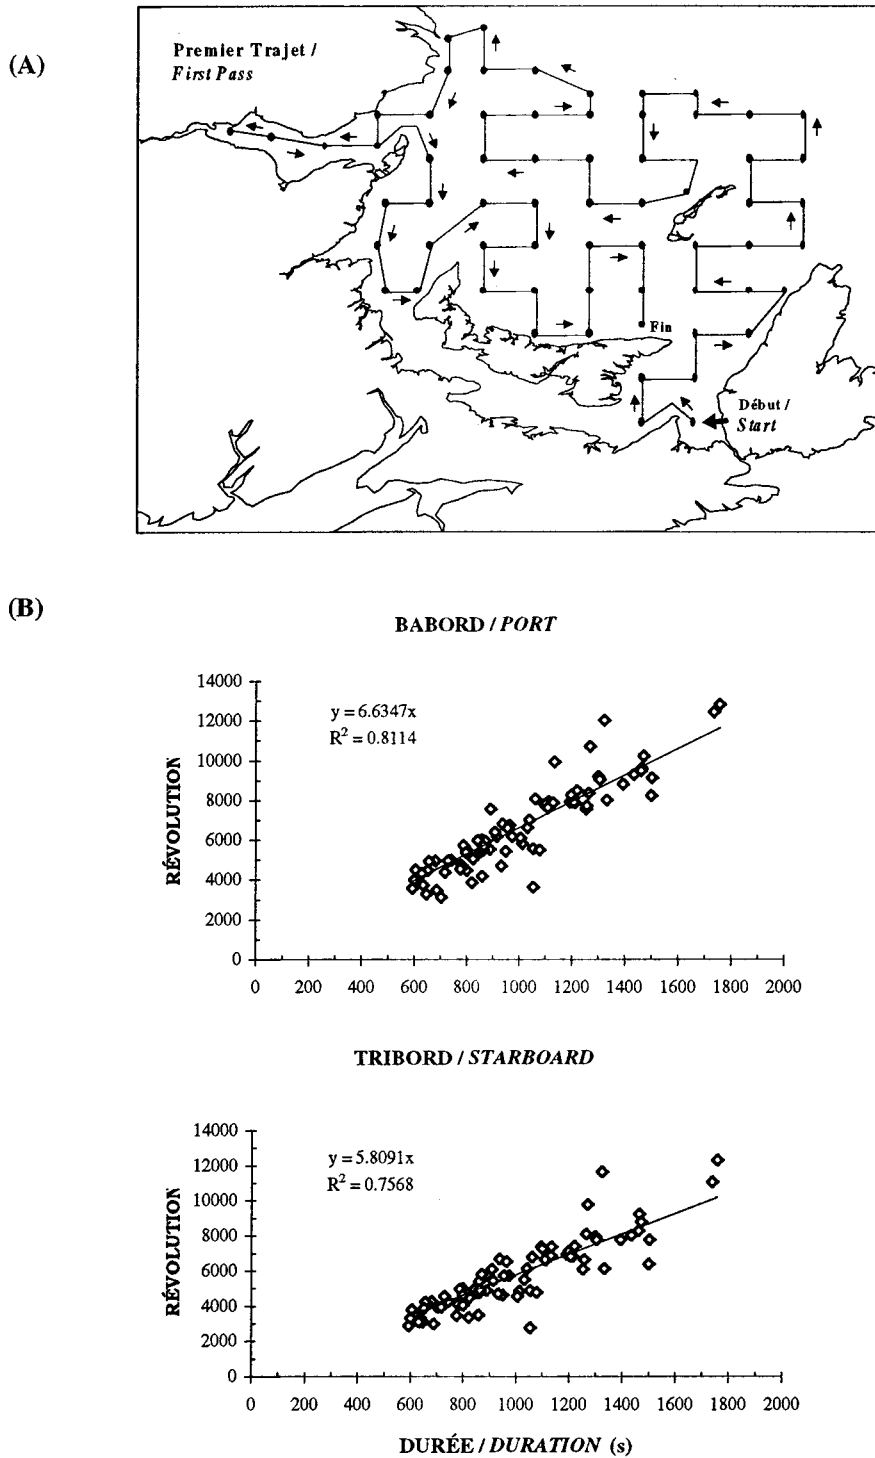 (A)
Premier Trajet /
First Pass
Fin
Début /
Start
(B)
BABORD / PORT
y = 6.6347x
R² = 0.8114
RÉVOLUTION
14000
12000
10000
8000
6000
4000
2000
0
0 200 400 600 800 1000 1200 1400 1600 1800 2000
TRIBORD / STARBOARD
y = 5.8091x
R² = 0.7568
RÉVOLUTION
14000
12000
10000
8000
6000
4000
2000
0
0 200 400 600 800 1000 1200 1400 1600 1800 2000
DURÉE / DURATION (s)